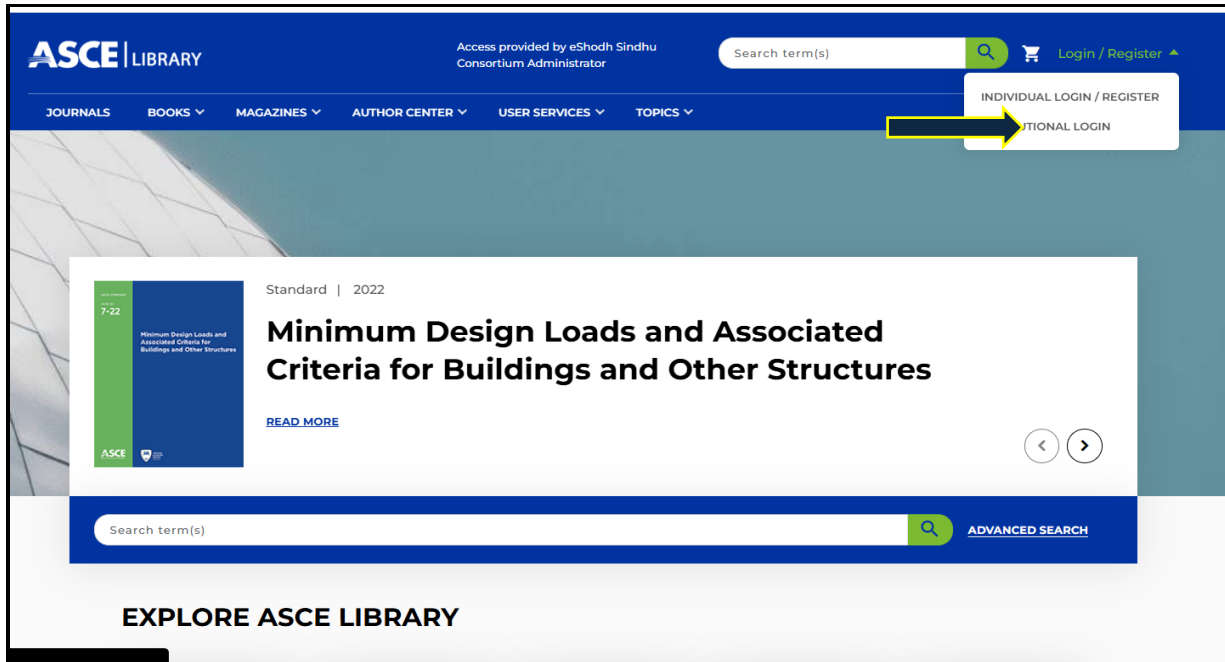 ASCE | LIBRARY
Access provided by eShodh Sindhu
Consortium Administrator
Search term(s)
Login / Register
INDIVIDUAL LOGIN / REGISTER
UTIONAL LOGIN
JOURNALS BOOKS MAGAZINES AUTHOR CENTER USER SERVICES TOPICS
Standard | 2022
Minimum Design Loads and Associated
Criteria for Buildings and Other Structures
READ MORE
7-22
Minimum Design Loads and
Associated Criteria for
Buildings and Other Structures
ASCE
Search term(s)
ADVANCED SEARCH
EXPLORE ASCE LIBRARY